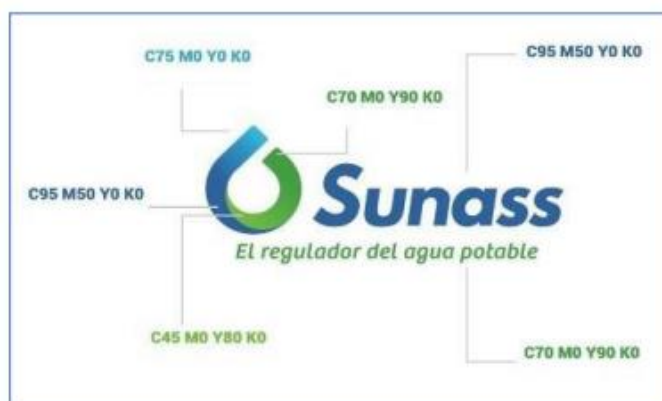 C75 M0 Y0 K0
C95 M50 Y0 K0
C70 M0 Y90 K0
C95 M50 Y0 K0
Sunass
El regulador del agua potable
C45 M0 Y80 K0
C70 M0 Y90 K0